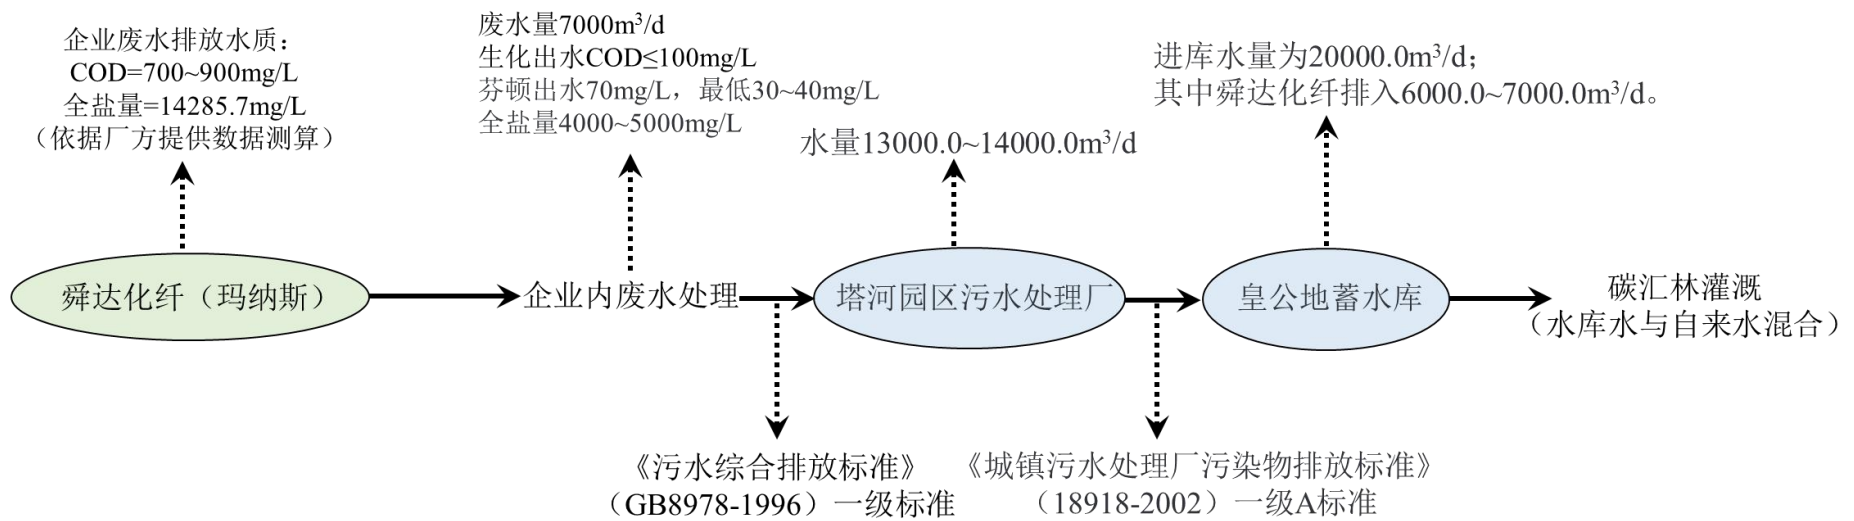 企业废水排放水质：
COD=700~900mg/L
全盐量=14285.7mg/L
（依据厂方提供数据测算）
废水量7000m³/d
生化出水COD≤100mg/L
芬顿出水70mg/L，最低30~40mg/L
全盐量4000~5000mg/L
水量13000.0~14000.0m³/d
进库水量为20000.0m³/d；
其中舜达化纤排入6000.0~7000.0m³/d。
舜达化纤（玛纳斯）
企业内废水处理
塔河园区污水处理厂
皇公地蓄水库
碳汇林灌溉
（水库水与自来水混合）
《污水综合排放标准》
（GB8978-1996）一级标准
《城镇污水处理厂污染物排放标准》
（18918-2002）一级A标准